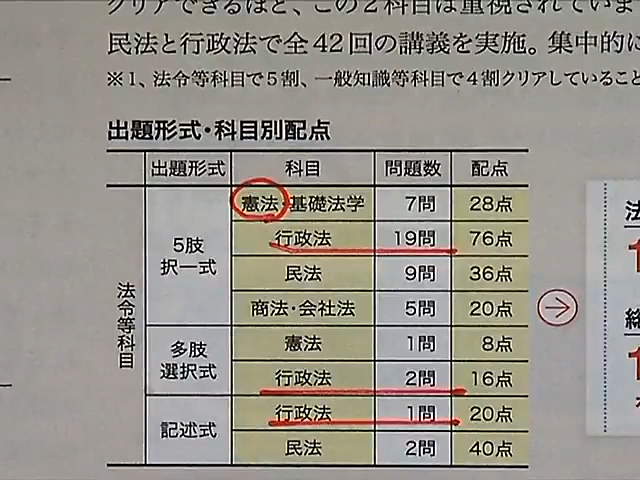 クリアできるほど、この２科目は重視されていま
民法と行政法で全42回の講義を実施。集中的に
※１、法令等科目で５割、一般知識等科目で４割クリアしていること
出題形式・科目別配点
出題形式 科目 問題数 配点
法令等科目
5肢択一式
憲法・基礎法学 7問 28点
行政法 19問 76点
民法 9問 36点
商法・会社法 5問 20点
多肢選択式
憲法 1問 8点
行政法 2問 16点
記述式
行政法 1問 20点
民法 2問 40点